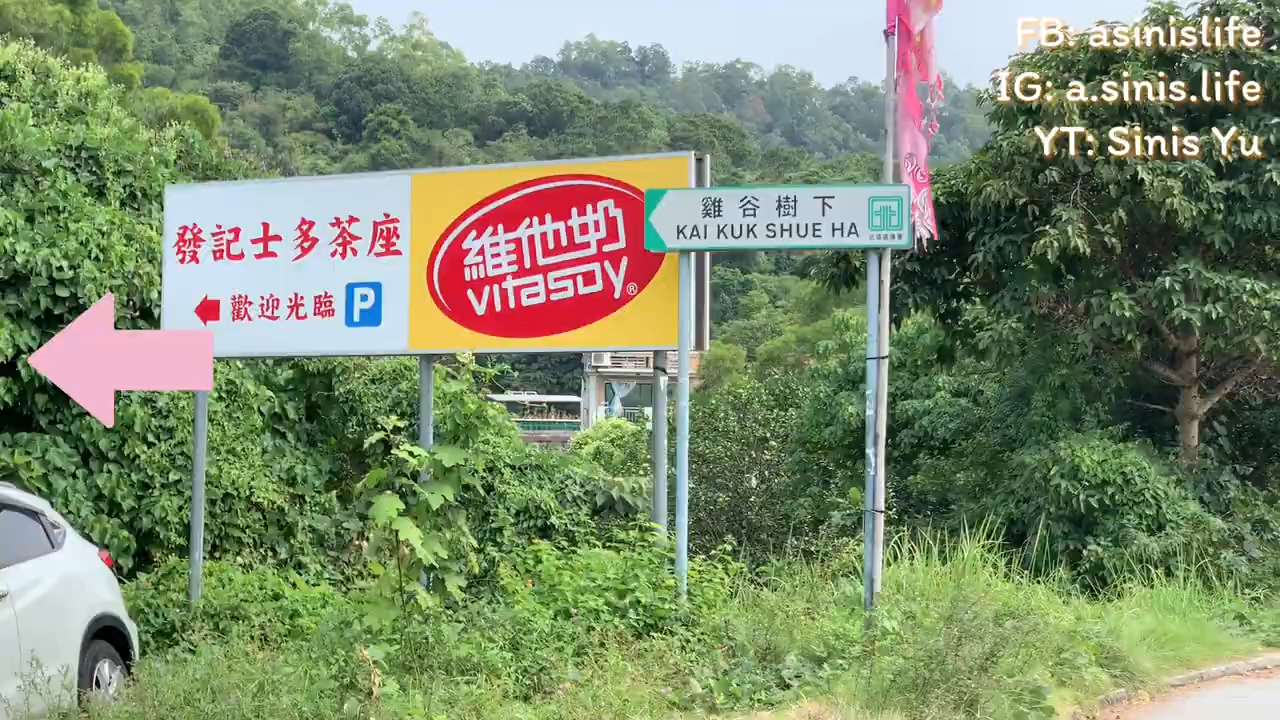 FB: asinislife
IG: a.sinis.life
YT: Sinis Yu
發記士多茶座
歡迎光臨 P
維他奶
vitasoy®
雞谷樹下
KAI KUK SHUE HA